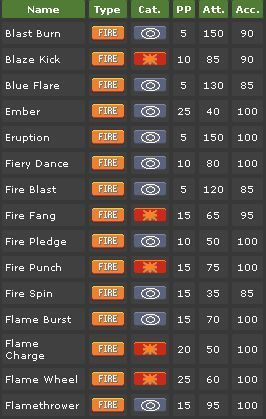 Name Type Cat. PP Att. Acc.
Blast Burn FIRE 5 150 90
Blaze Kick FIRE 10 85 90
Blue Flare FIRE 5 130 85
Ember FIRE 25 40 100
Eruption FIRE 5 150 100
Fiery Dance FIRE 10 80 100
Fire Blast FIRE 5 120 85
Fire Fang FIRE 15 65 95
Fire Pledge FIRE 10 50 100
Fire Punch FIRE 15 75 100
Fire Spin FIRE 15 35 85
Flame Burst FIRE 15 70 100
Flame
Charge FIRE 20 50 100
Flame Wheel FIRE 25 60 100
Flamethrower FIRE 15 95 100